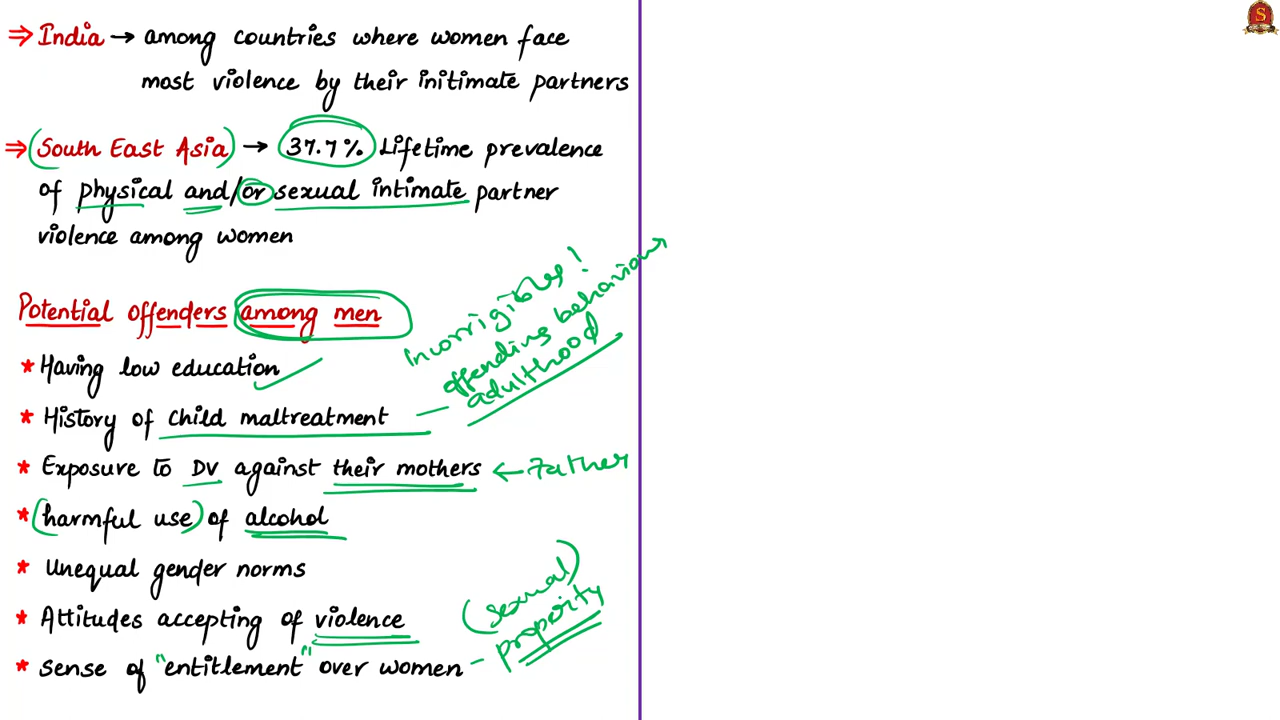 ⇒ India → among countries where women face
most violence by their initimate partners
⇒ (South East Asia) → 37.7% Lifetime prevalence
of physical and/or sexual intimate partner
violence among women
Potential offenders among men
* Having low education
incorrigibles!
offending behaviour →
adulthood
* History of child maltreatment
* Exposure to DV against their mothers ← Father
* (harmful use) of alcohol
* Unequal gender norms
* Attitudes accepting of violence
(sexual)
property
* Sense of "entitlement" over women -
S